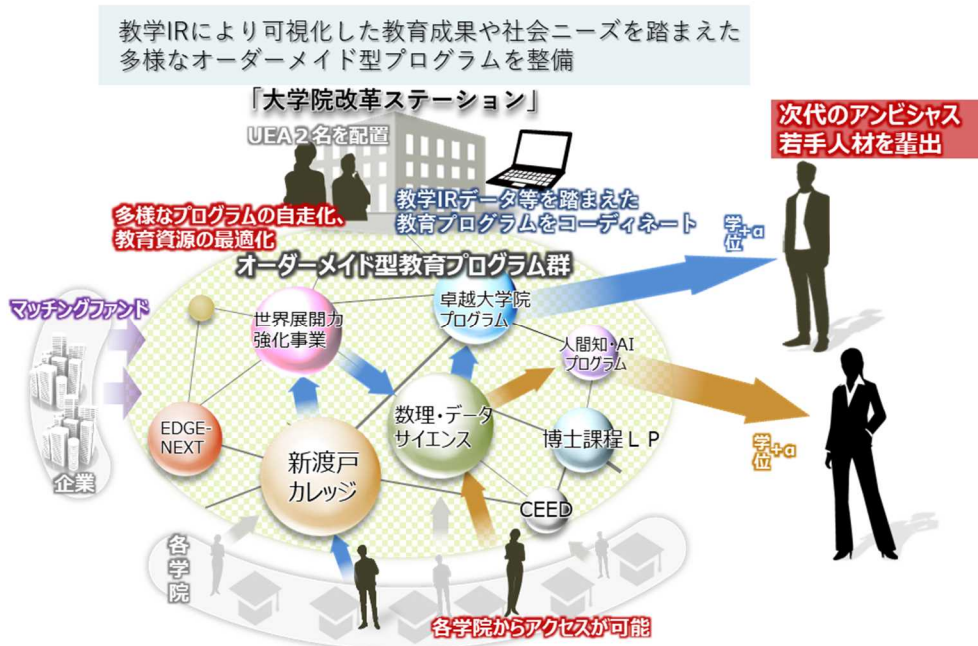 教学IRにより可視化した教育成果や社会ニーズを踏まえた
多様なオーダーメイド型プログラムを整備
「大学院改革ステーション」
UEA2名を配置
次代のアンビシャス
若手人材を輩出
多様なプログラムの自走化、
教育資源の最適化
教学IRデータ等を踏まえた
教育プログラムをコーディネート
学位+α
オーダーメイド型教育プログラム群
マッチングファンド
世界展開力
強化事業
卓越大学院
プログラム
人間知・AI
プログラム
EDGE-
NEXT
数理・データ
サイエンス
博士課程LP
学位+α
企業
新渡戸
カレッジ
CEED
各学院
各学院からアクセスが可能